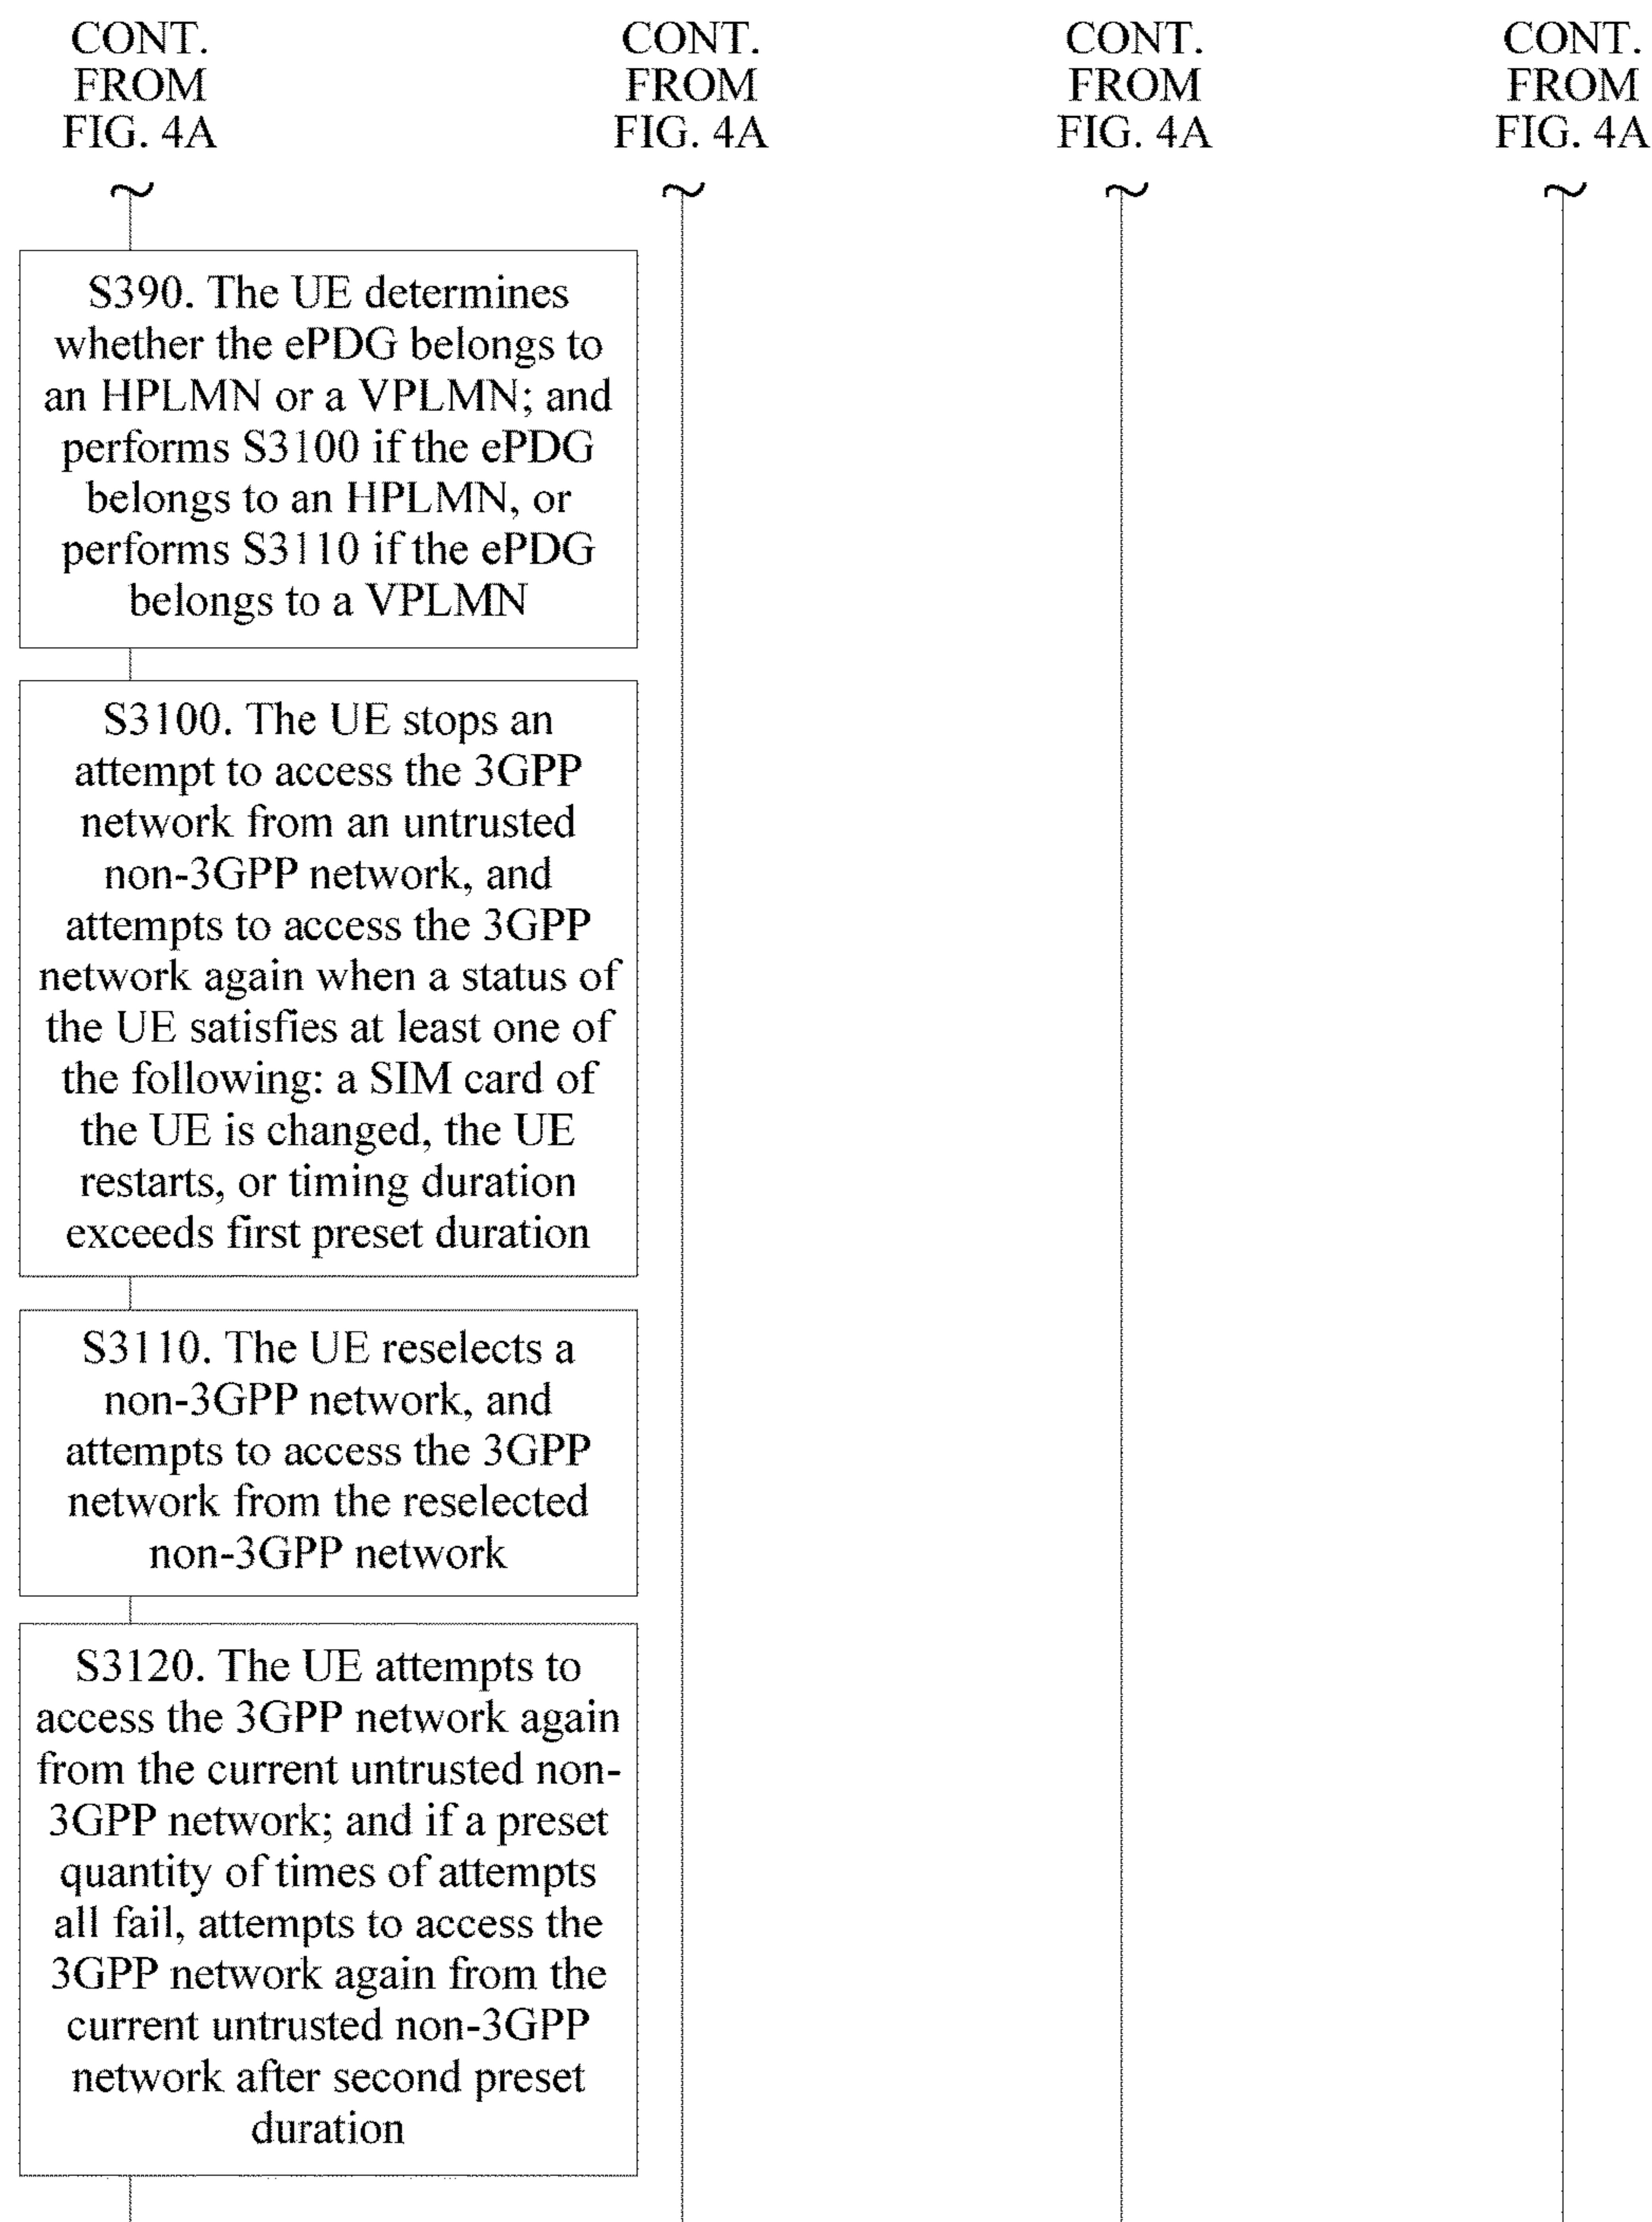 CONT.
FROM
FIG. 4A
CONT.
FROM
FIG. 4A
CONT.
FROM
FIG. 4A
CONT.
FROM
FIG. 4A
S390. The UE determines
whether the ePDG belongs to
an HPLMN or a VPLMN; and
performs S3100 if the ePDG
belongs to an HPLMN, or
performs S3110 if the ePDG
belongs to a VPLMN
S3100. The UE stops an
attempt to access the 3GPP
network from an untrusted
non-3GPP network, and
attempts to access the 3GPP
network again when a status of
the UE satisfies at least one of
the following: a SIM card of
the UE is changed, the UE
restarts, or timing duration
exceeds first preset duration
S3110. The UE reselects a
non-3GPP network, and
attempts to access the 3GPP
network from the reselected
non-3GPP network
S3120. The UE attempts to
access the 3GPP network again
from the current untrusted non-
3GPP network; and if a preset
quantity of times of attempts
all fail, attempts to access the
3GPP network again from the
current untrusted non-3GPP
network after second preset
duration